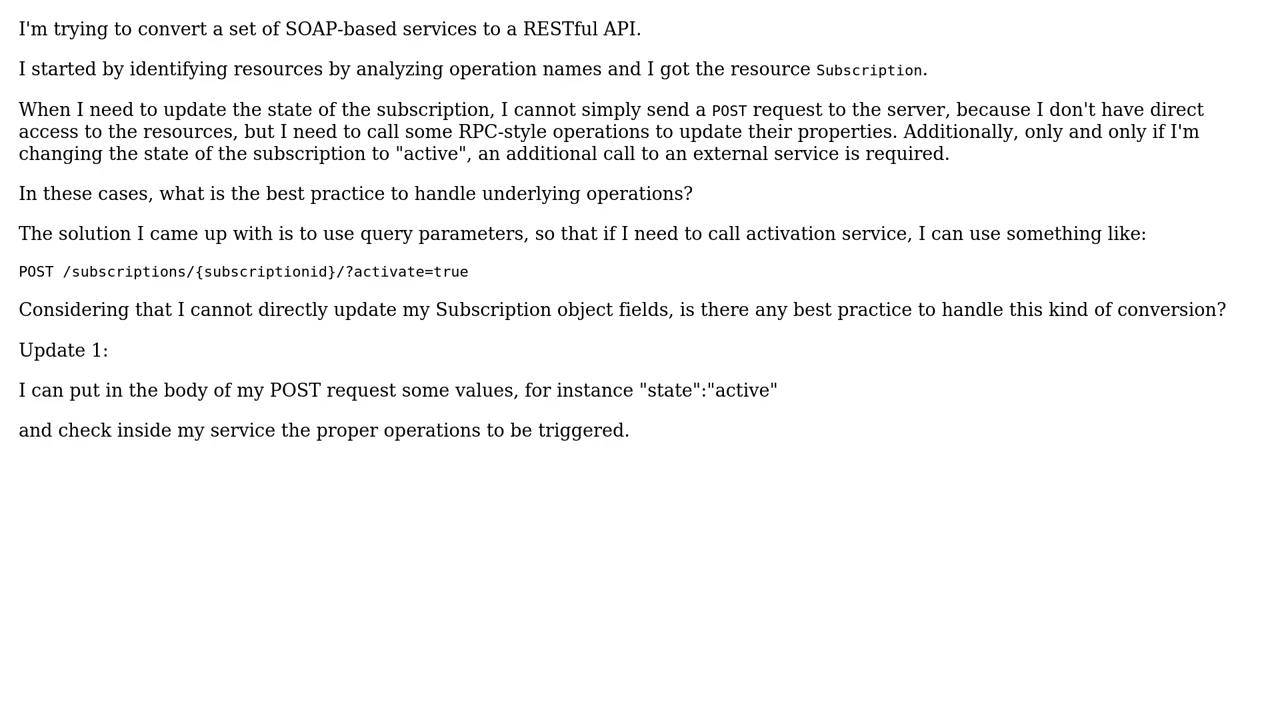 I'm trying to convert a set of SOAP-based services to a RESTful API.
I started by identifying resources by analyzing operation names and I got the resource Subscription.
When I need to update the state of the subscription, I cannot simply send a POST request to the server, because I don't have direct
access to the resources, but I need to call some RPC-style operations to update their properties. Additionally, only and only if I'm
changing the state of the subscription to "active", an additional call to an external service is required.
In these cases, what is the best practice to handle underlying operations?
The solution I came up with is to use query parameters, so that if I need to call activation service, I can use something like:
POST /subscriptions/{subscriptionid}/?activate=true
Considering that I cannot directly update my Subscription object fields, is there any best practice to handle this kind of conversion?
Update 1:
I can put in the body of my POST request some values, for instance "state":"active"
and check inside my service the proper operations to be triggered.